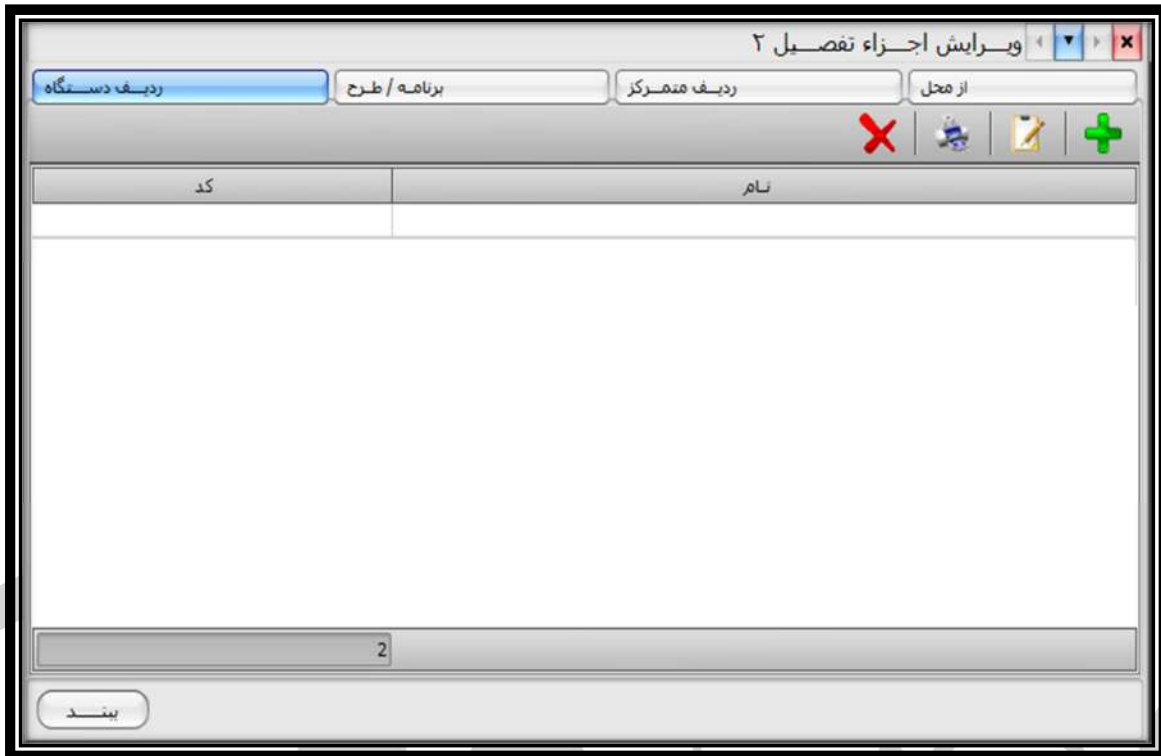 ویرایش اجزاء تفصیل ۲
از محل
ردیف متمرکز
برنامه / طرح
ردیف دستگاه
نام
کد
2
ببند